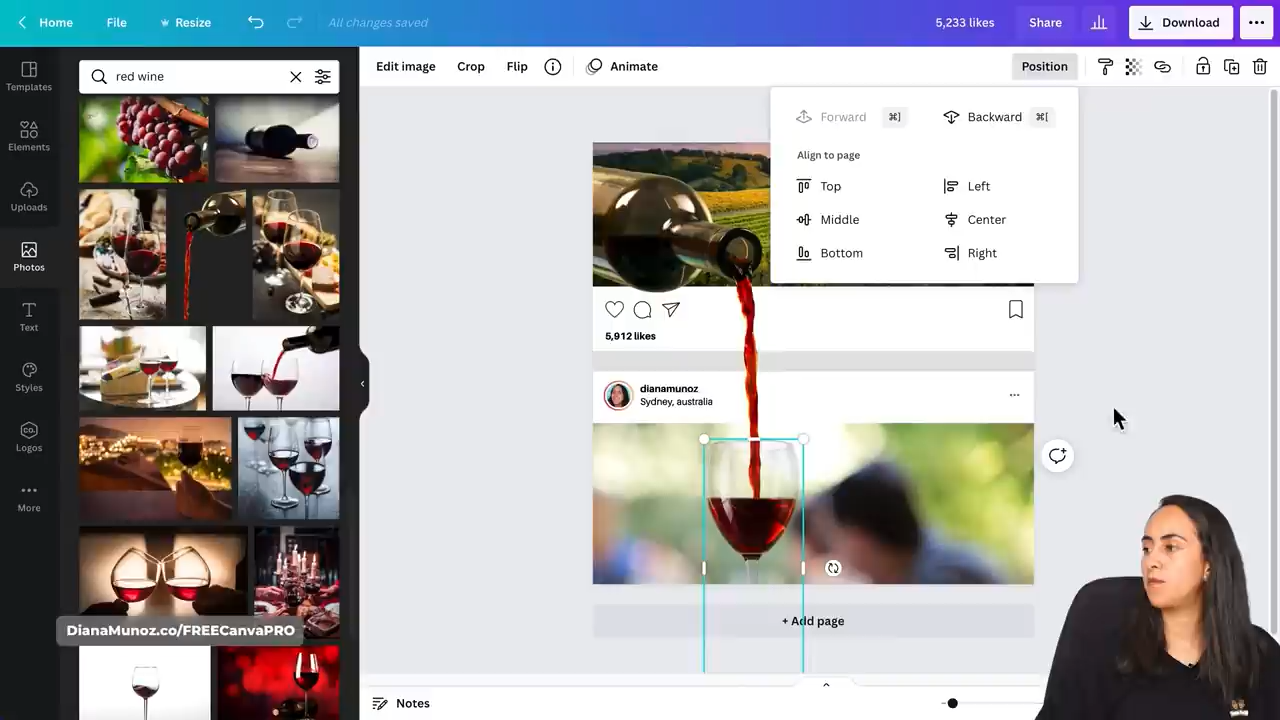 Home
File
Resize
All changes saved
5,233 likes
Share
Download
Templates
Elements
Uploads
Photos
Text
Styles
Logos
More
red wine
Edit image
Crop
Flip
Animate
Position
Forward ⌘]
Backward ⌘[
Align to page
Top
Left
Middle
Center
Bottom
Right
5,912 likes
dianamunoz
Sydney, australia
+ Add page
DianaMunoz.co/FREECanvaPRO
Notes